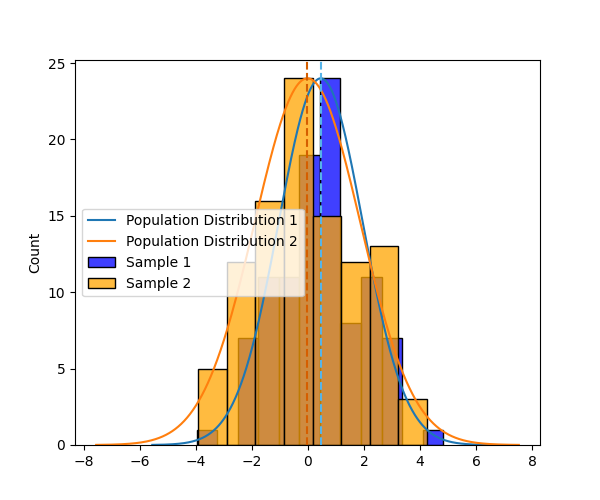 25
20
15
10
5
0
Count
Population Distribution 1
Population Distribution 2
Sample 1
Sample 2
−8 −6 −4 −2 0 2 4 6 8